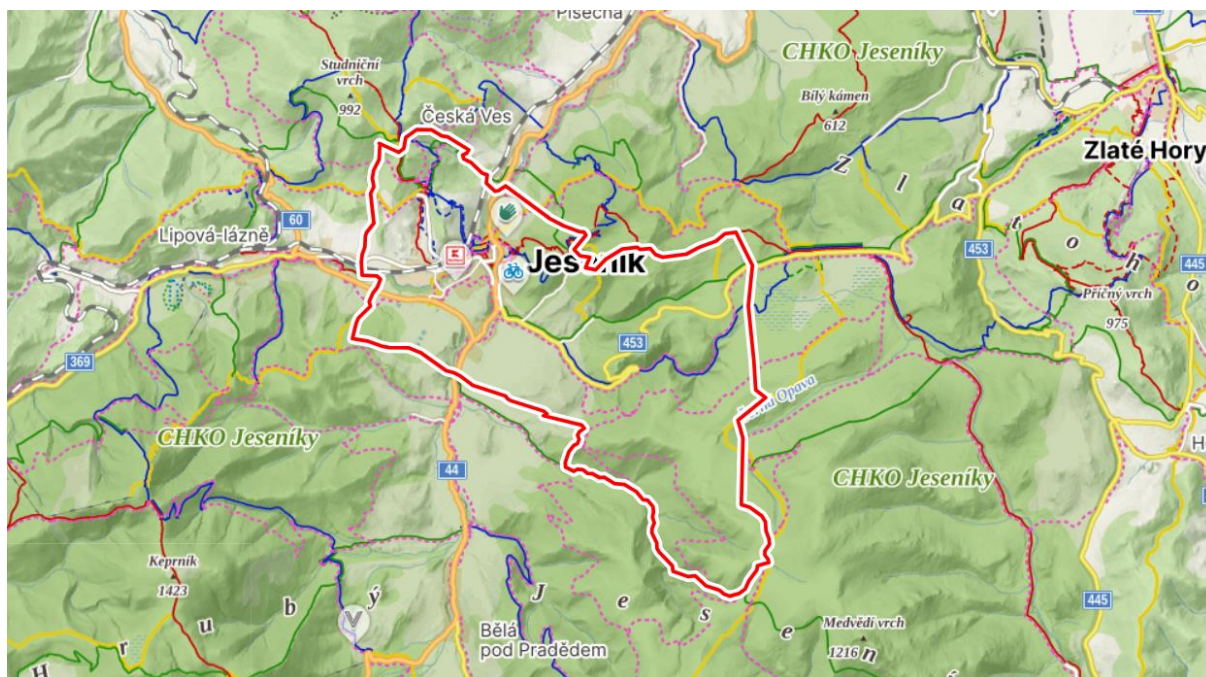 Písečná
CHKO Jeseníky
Studniční
vrch
992
Bílý kámen
612
Česká Ves
Zlaté Hory
Z l a t o h o
60
Lipová-lázně
453
445
Jeseník
Příčný vrch
975
369
453
Černá Opava
CHKO Jeseníky
44
CHKO Jeseníky
Keprník
1423
445
Bělá
pod Pradědem
Medvědí vrch
1216
H r u b ý
J e s e n